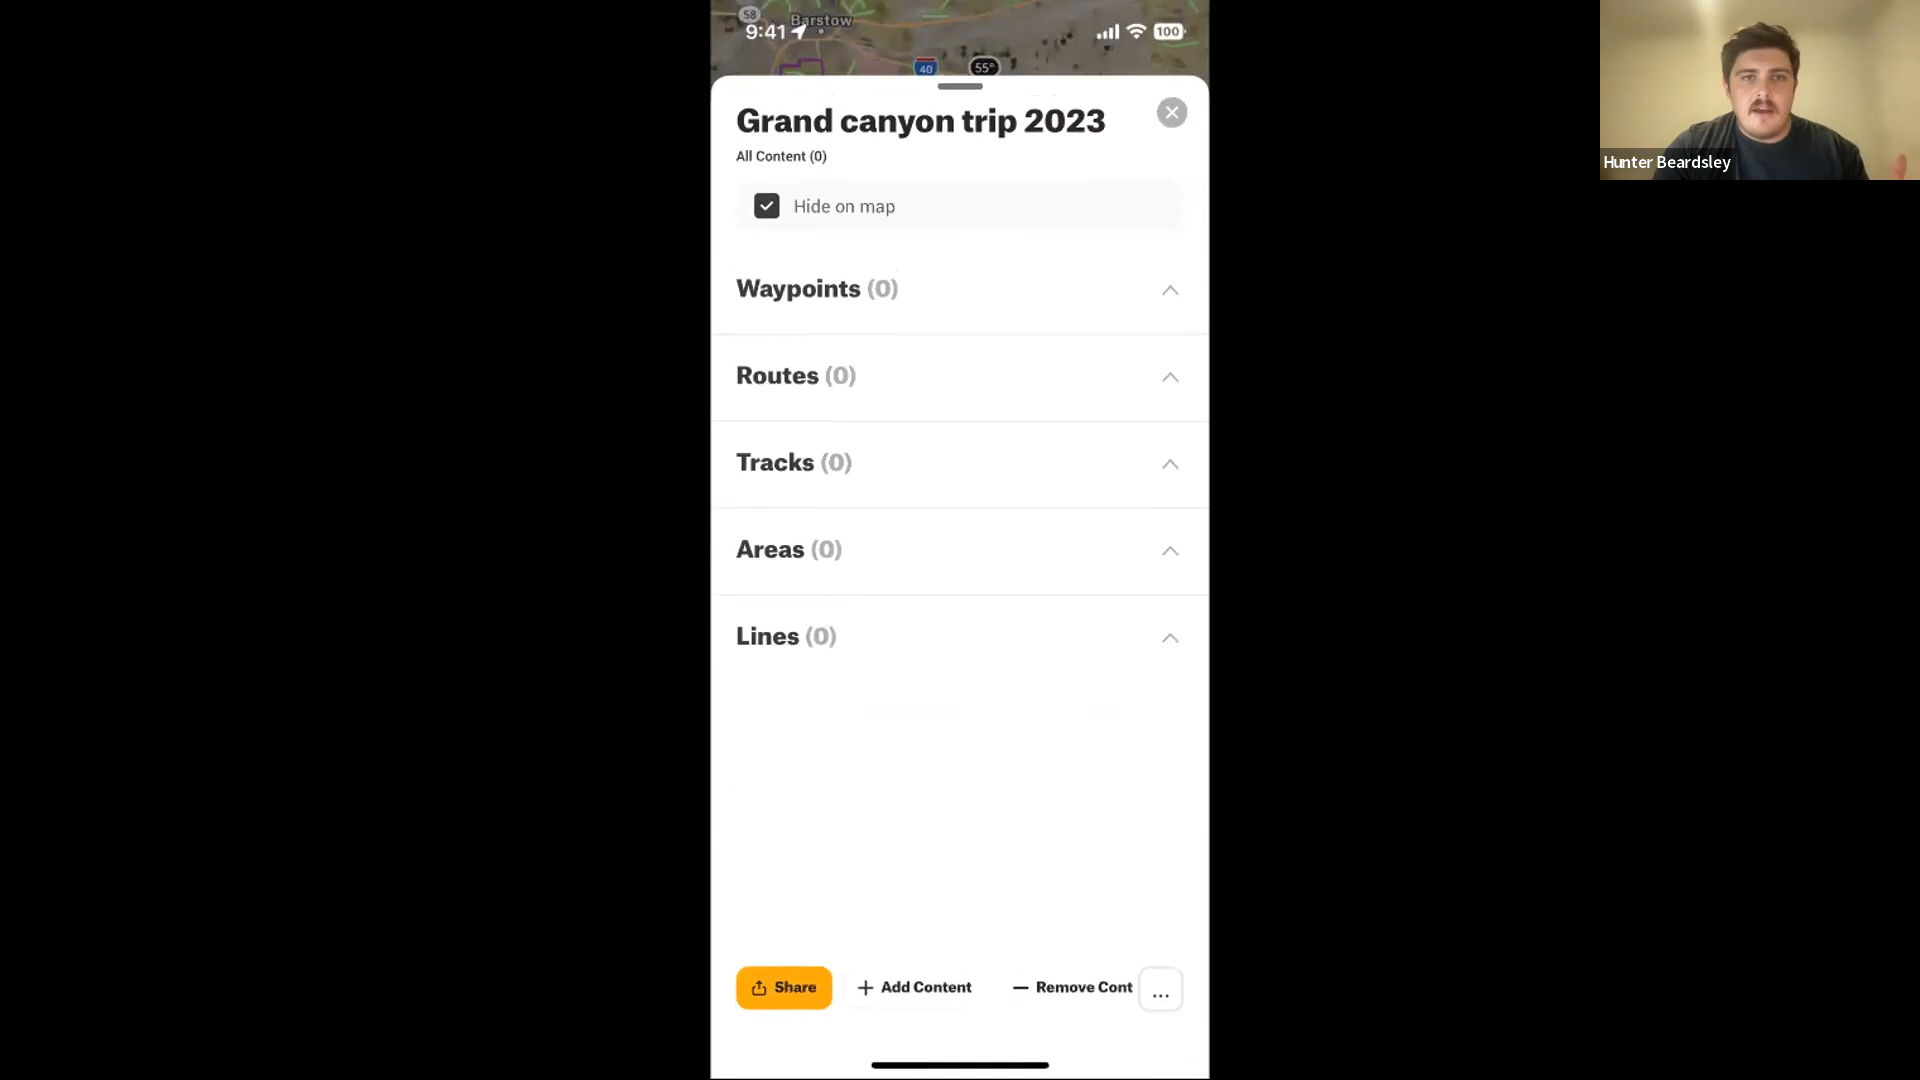 58
Barstow
9:41
100
40
55°
Grand canyon trip 2023
All Content (0)
Hide on map
Waypoints (0)
Routes (0)
Tracks (0)
Areas (0)
Lines (0)
Share
Add Content
Remove Cont
...
Hunter Beardsley